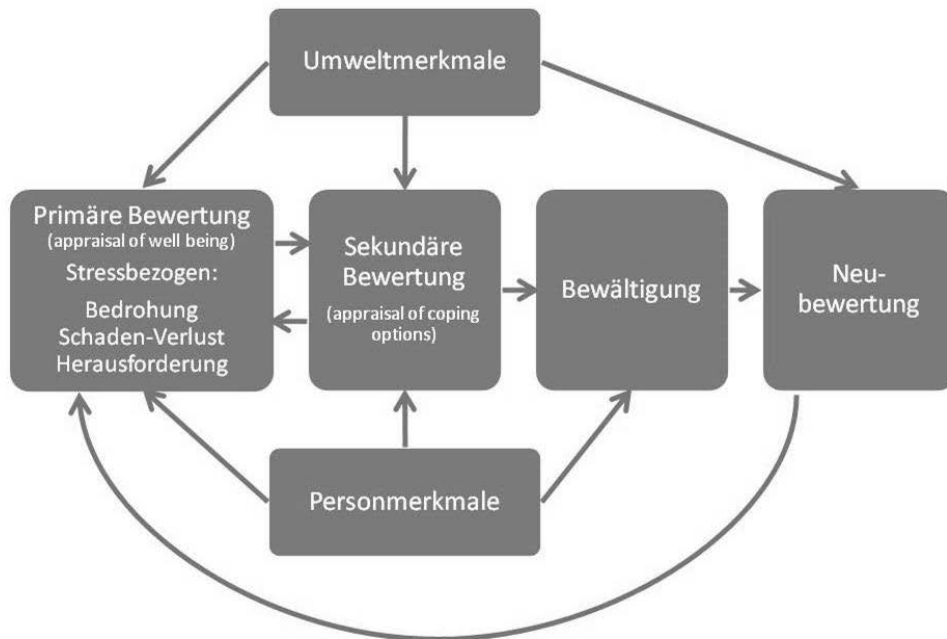 Umweltmerkmale
Primäre Bewertung
(appraisal of well being)
Stressbezogen:
Bedrohung
Schaden-Verlust
Herausforderung
Sekundäre
Bewertung
(appraisal of coping
options)
Bewältigung
Neu-
bewertung
Personmerkmale